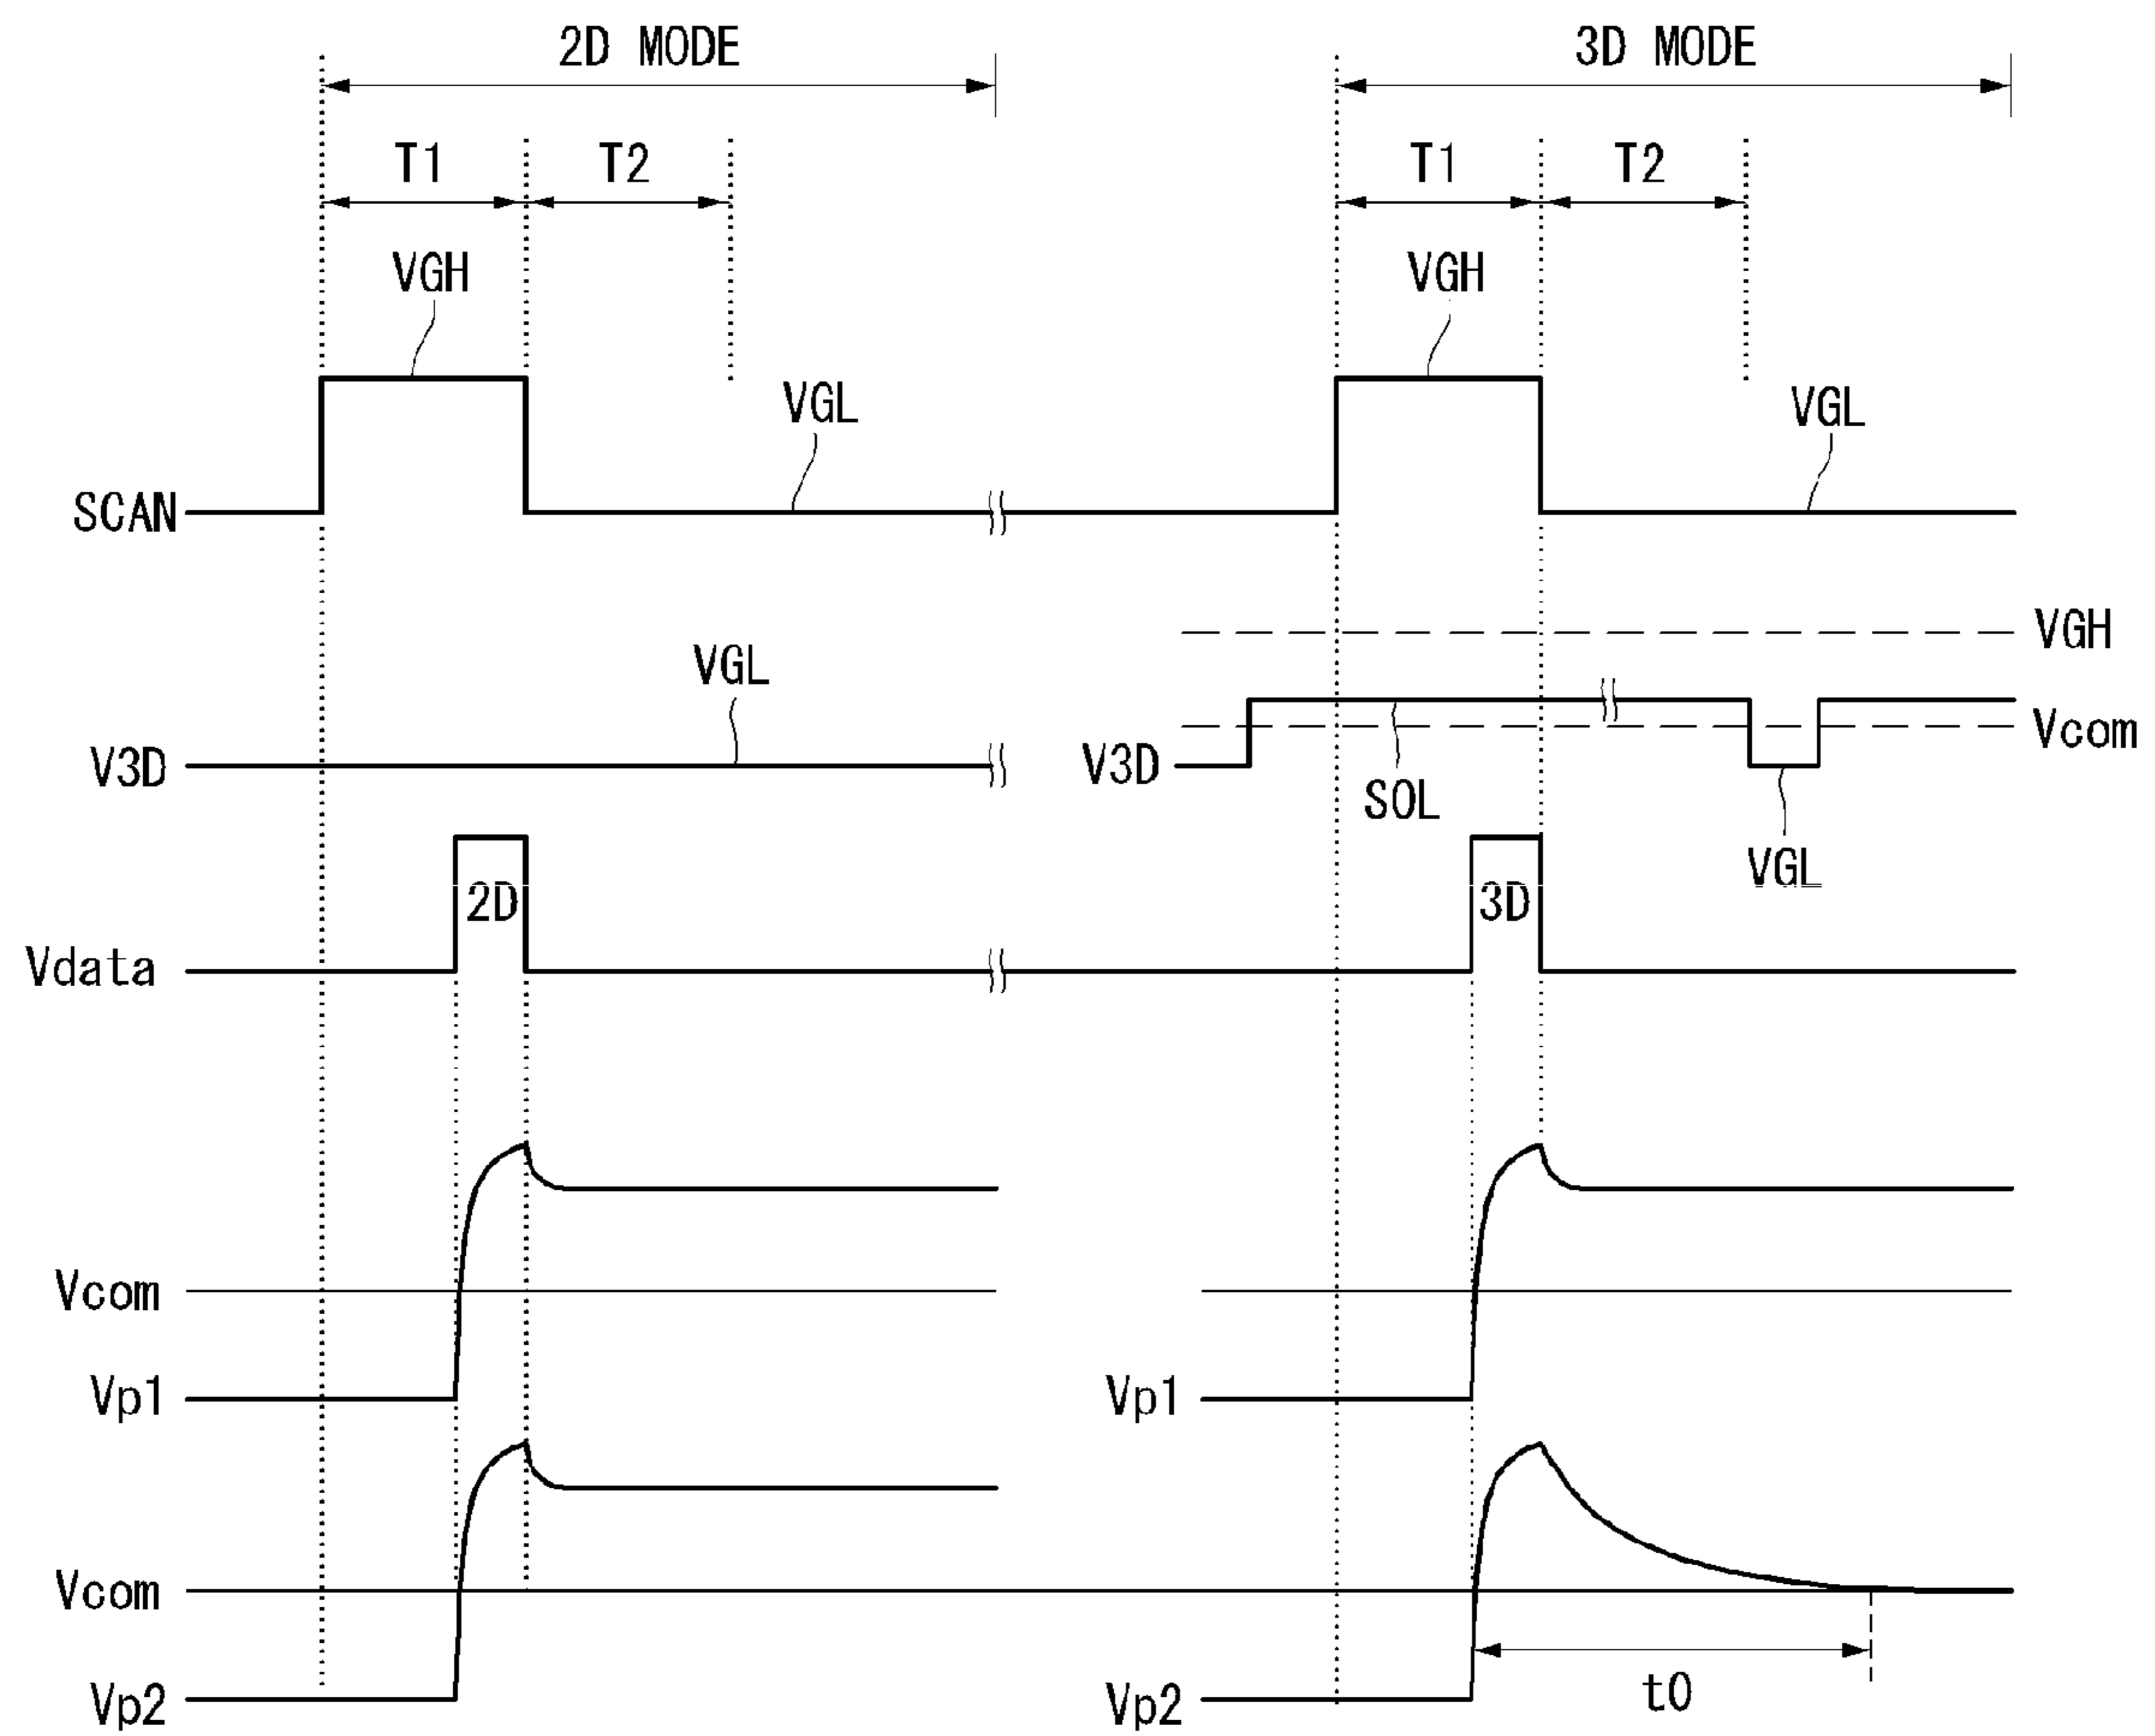 2D MODE 3D MODE
T1 T2 T1 T2
VGH VGH
VGL VGL
SCAN
VGH
VGL
Vcom
V3D V3D
SOL
VGL
2D 3D
Vdata
Vcom
Vp1 Vp1
Vcom
t0
Vp2 Vp2